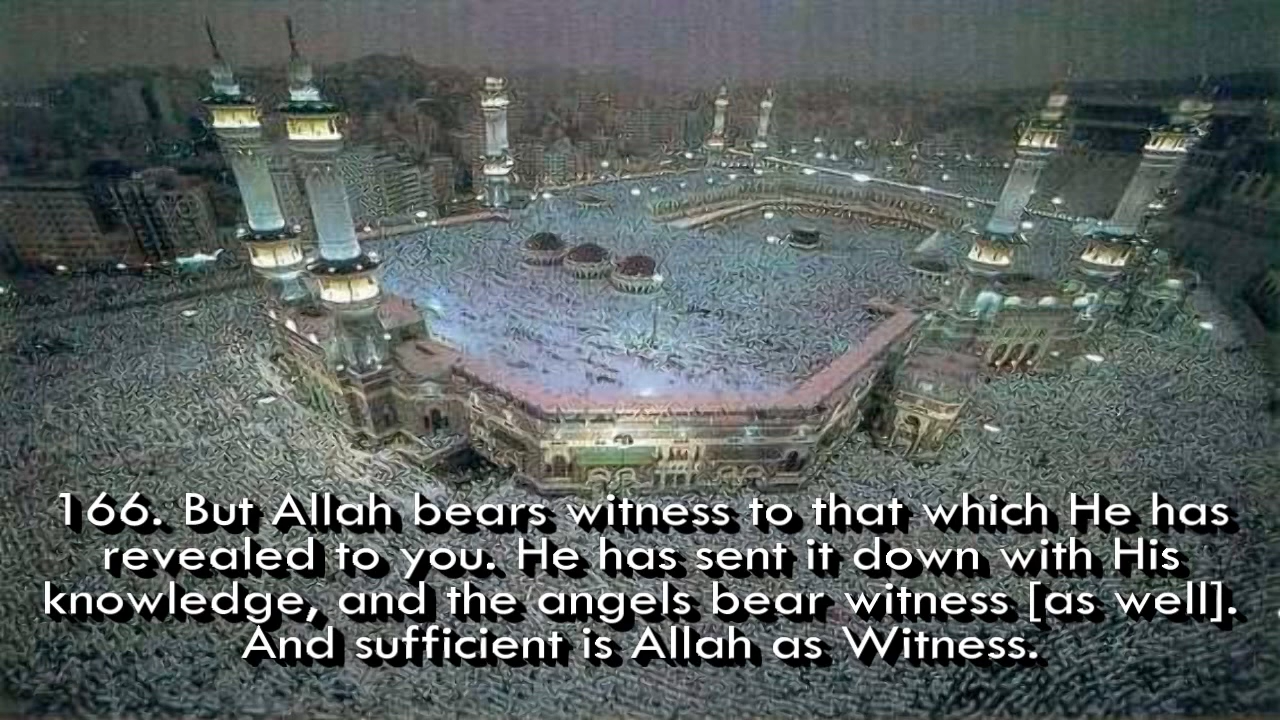 166. But Allah bears witness to that which He has
revealed to you. He has sent it down with His
knowledge, and the angels bear witness [as well].
And sufficient is Allah as Witness.